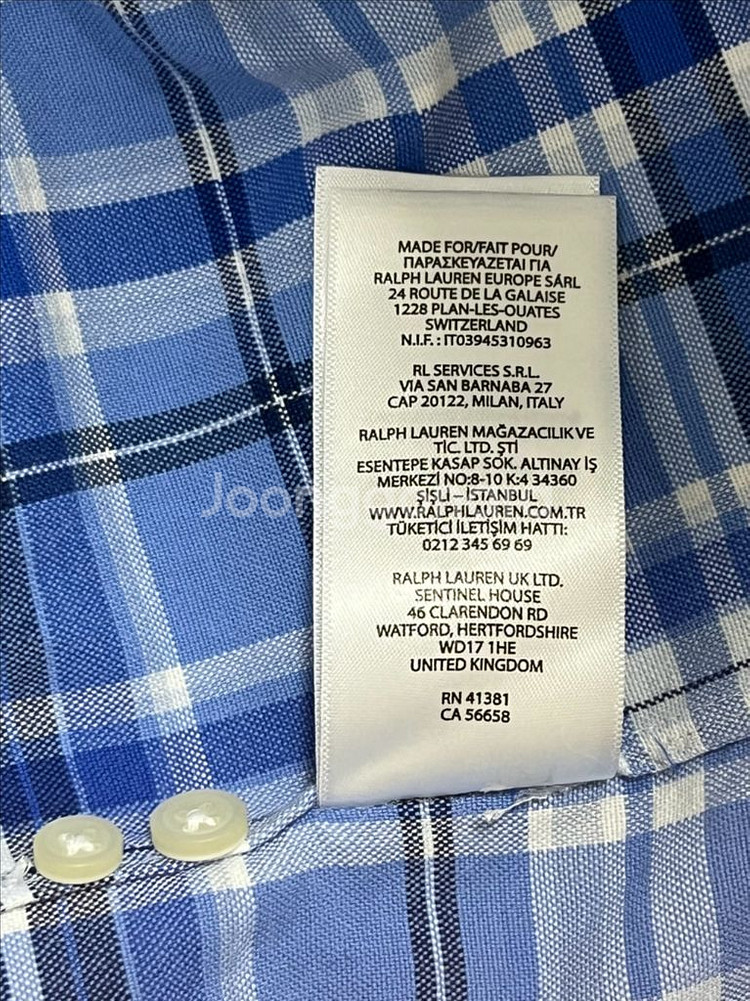 MADE FOR/FAIT POUR/
ΠΑΡΑΣΚΕΥΑΖΕΤΑΙ ΓΙΑ
RALPH LAUREN EUROPE SÁRL
24 ROUTE DE LA GALAISE
1228 PLAN-LES-OUATES
SWITZERLAND
N.I.F. : IT03945310963
RL SERVICES S.R.L.
VIA SAN BARNABA 27
CAP 20122, MILAN, ITALY
RALPH LAUREN MAĞAZACILIK VE
TİC. LTD. ŞTİ
ESENTEPE KASAP SOK. ALTINAY İŞ
MERKEZİ NO:8-10 K:4 34360
ŞİŞLİ – İSTANBUL
WWW.RALPHLAUREN.COM.TR
TÜKETİCİ İLETİŞİM HATTI:
0212 345 69 69
RALPH LAUREN UK LTD.
SENTINEL HOUSE
46 CLARENDON RD
WATFORD, HERTFORDSHIRE
WD17 1HE
UNITED KINGDOM
RN 41381
CA 56658